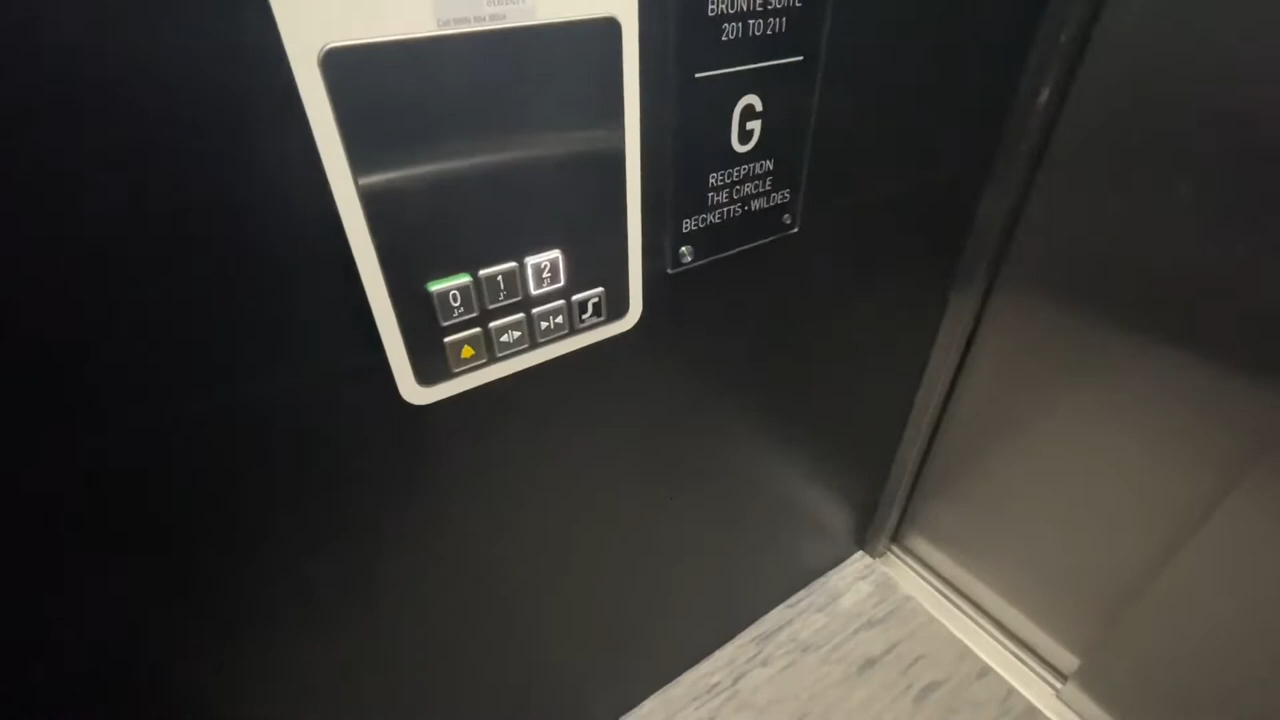 BRONTE SUITE
201 TO 211
G
RECEPTION
THE CIRCLE
BECKETTS • WILDES
0 1 2